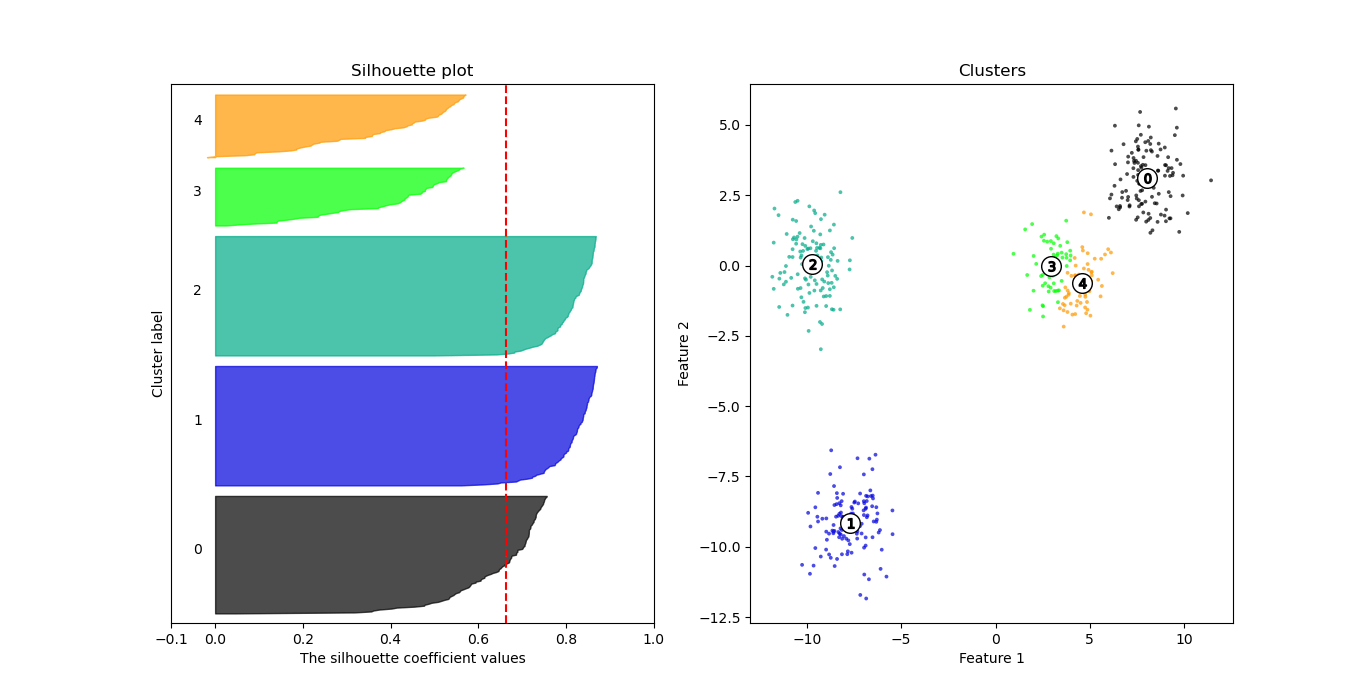 Silhouette plot
Cluster label
4
3
2
1
0
−0.1 0.0 0.2 0.4 0.6 0.8 1.0
The silhouette coefficient values
Clusters
Feature 2
5.0
2.5
0.0
−2.5
−5.0
−7.5
−10.0
−12.5
0
2
3
4
1
−10 −5 0 5 10
Feature 1